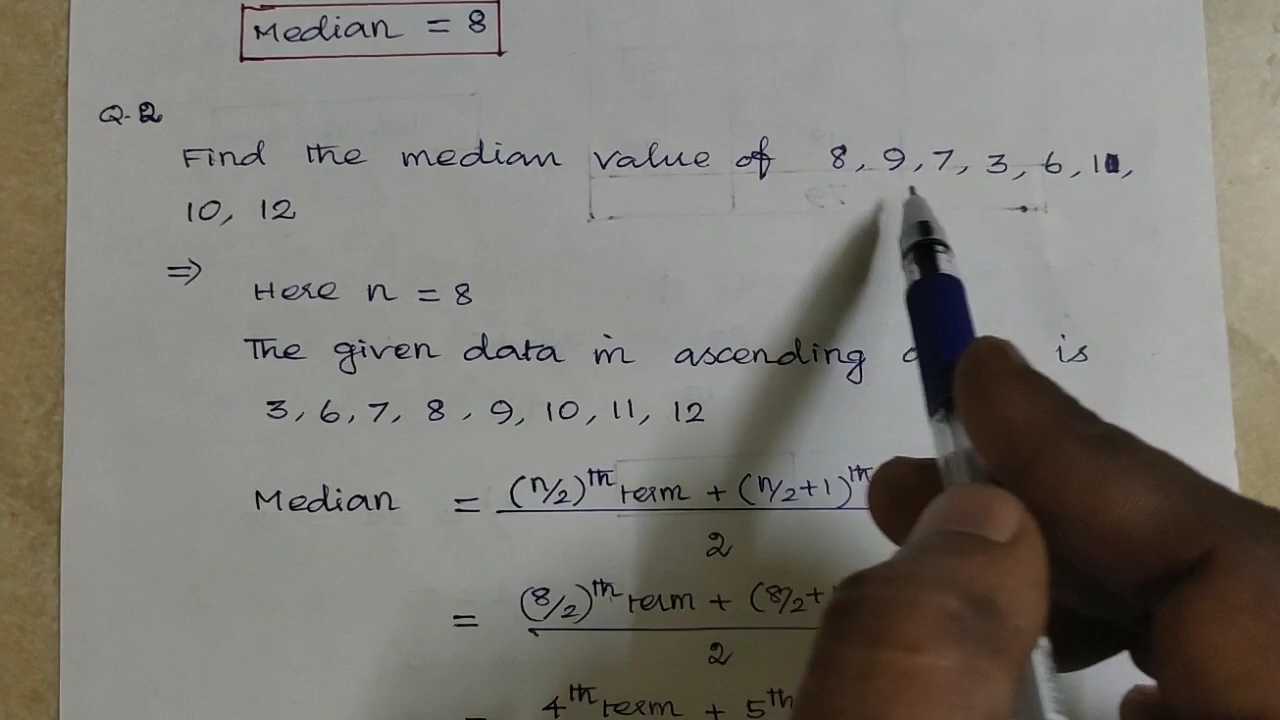 Median = 8
Q.2
Find the median value of 8, 9, 7, 3, 6, 11,
10, 12
⇒
Here n = 8
The given data in ascending is
3, 6, 7, 8, 9, 10, 11, 12
Median = (n/2)th term + (n/2+1)th
2
= (8/2)th term + (8/2+
2
= 4th term + 5th